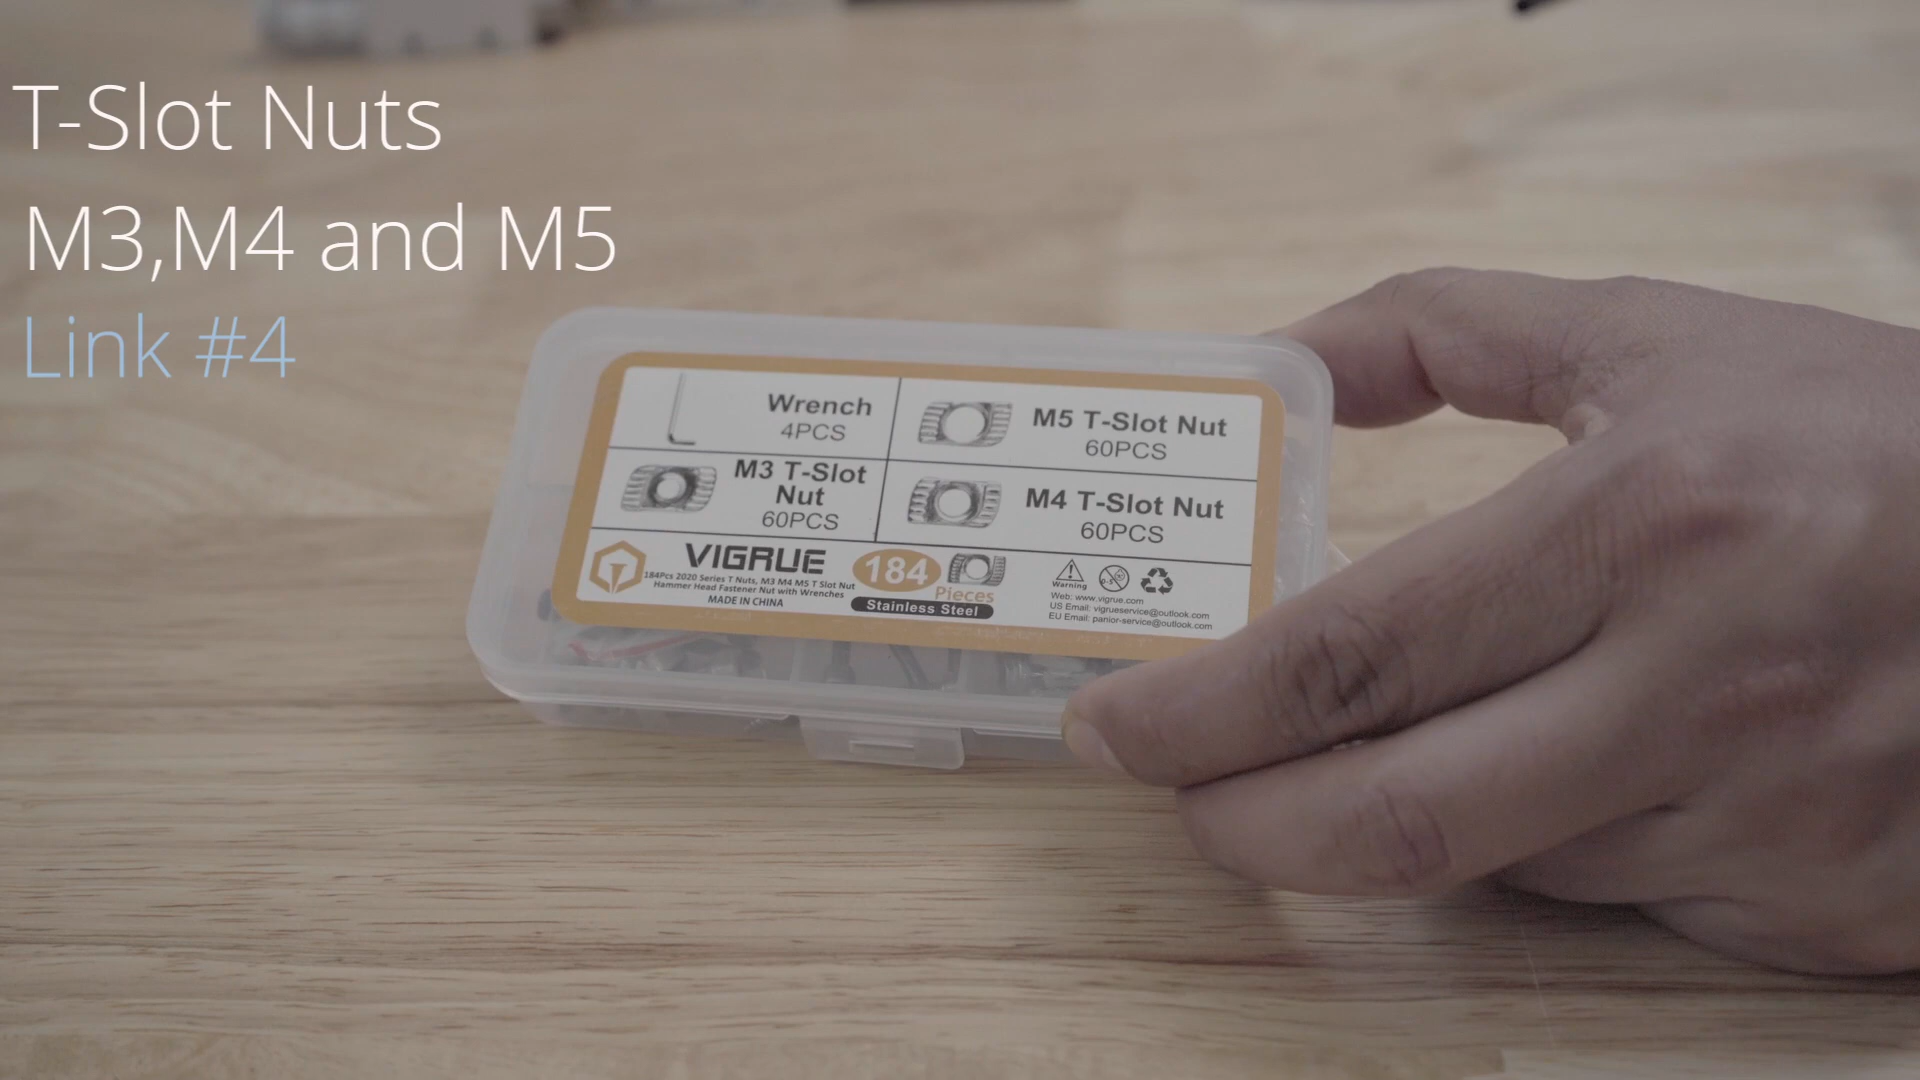 T-Slot Nuts
M3,M4 and M5
Link #4
Wrench
4PCS
M5 T-Slot Nut
60PCS
M3 T-Slot
Nut
60PCS
M4 T-Slot Nut
60PCS
VIGRUE
184Pcs 2020 Series T Nuts, M3 M4 M5 T Slot Nut
Hammer Head Fastener Nut with Wrenches
MADE IN CHINA
184
Pieces
Stainless Steel
Warning
0-5
Web: www.vigrue.com
US Email: vigrueservice@outlook.com
EU Email: panior-service@outlook.com